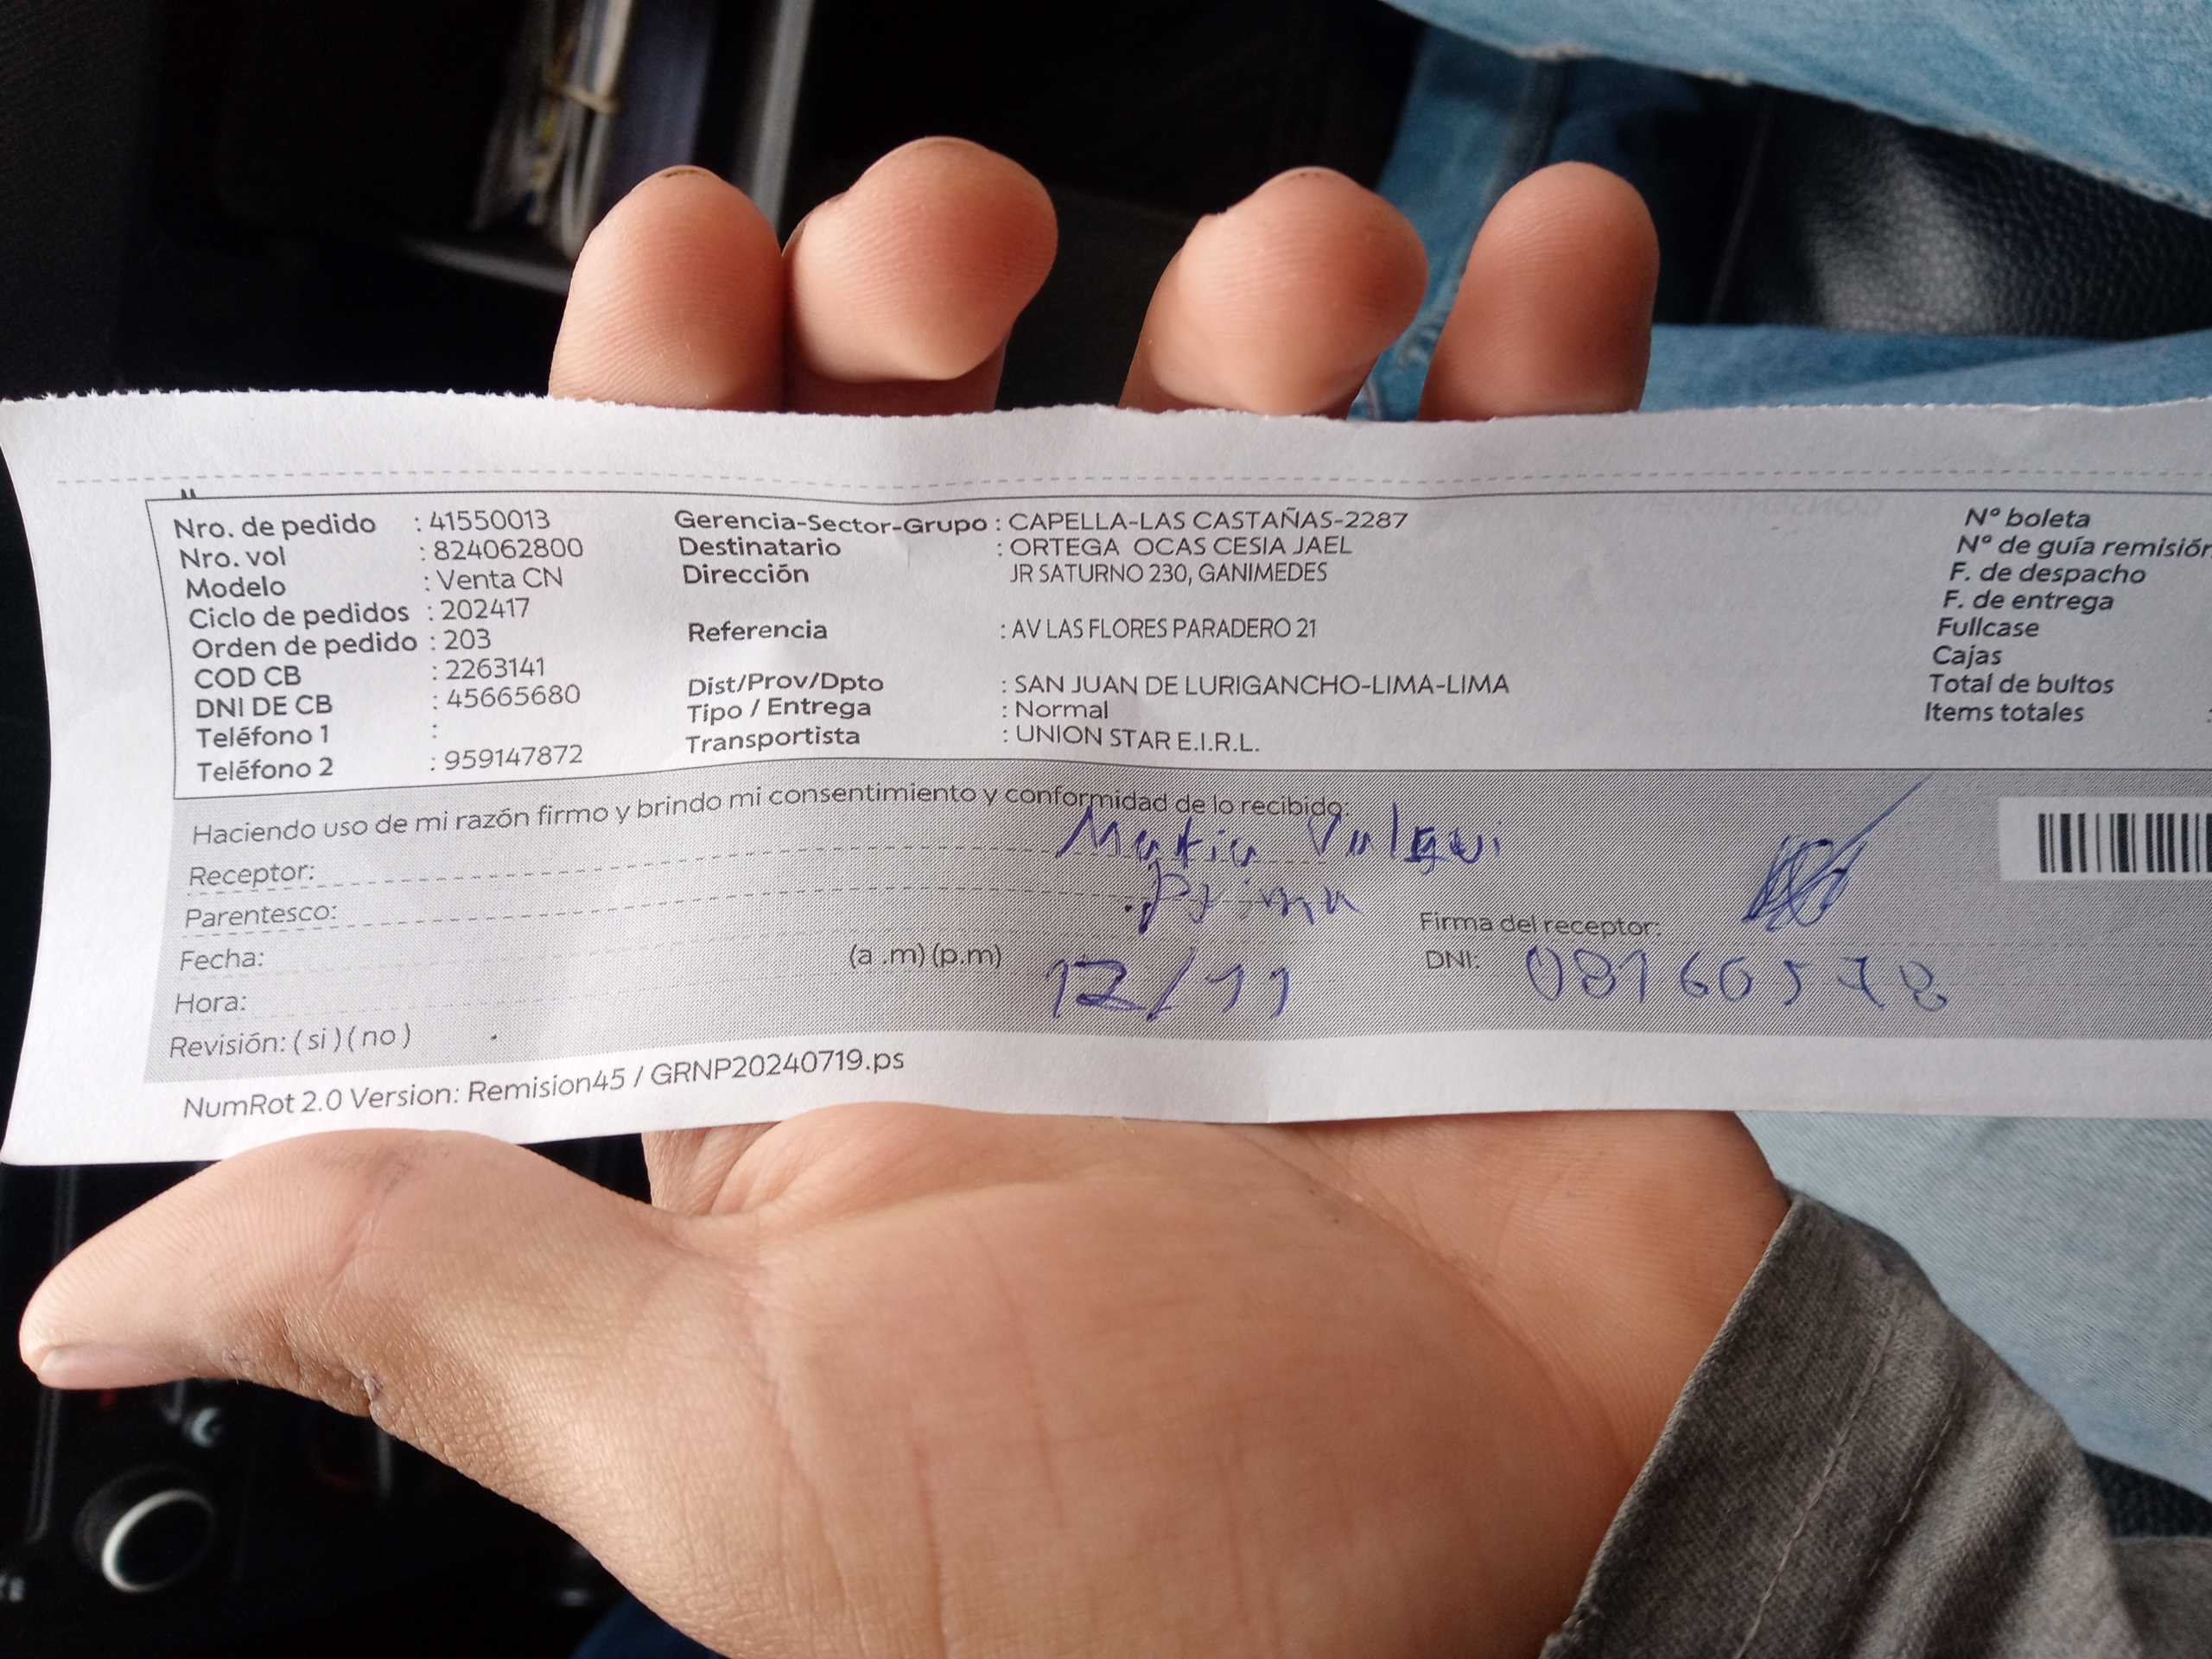 Nro. de pedido : 41550013
Nro. vol : 824062800
Modelo : Venta CN
Ciclo de pedidos : 202417
Orden de pedido : 203
COD CB : 2263141
DNI DE CB : 45665680
Teléfono 1 :
Teléfono 2 : 959147872
Gerencia-Sector-Grupo : CAPELLA-LAS CASTAÑAS-2287
Destinatario : ORTEGA OCAS CESIA JAEL
Dirección JR SATURNO 230, GANIMEDES
Referencia : AV LAS FLORES PARADERO 21
Dist/Prov/Dpto : SAN JUAN DE LURIGANCHO-LIMA-LIMA
Tipo / Entrega : Normal
Transportista : UNION STAR E.I.R.L.
Nº boleta
Nº de guía remisión
F. de despacho
F. de entrega
Fullcase
Cajas
Total de bultos
Items totales :
Haciendo uso de mi razón firmo y brindo mi consentimiento y conformidad de lo recibido:
Receptor: Maria
Parentesco: Prima
Firma del receptor:
Fecha: (a .m) (p.m) 12/11
DNI:
Hora:
Revisión: ( si ) ( no )
NumRot 2.0 Version: Remision45 / GRNP20240719.ps